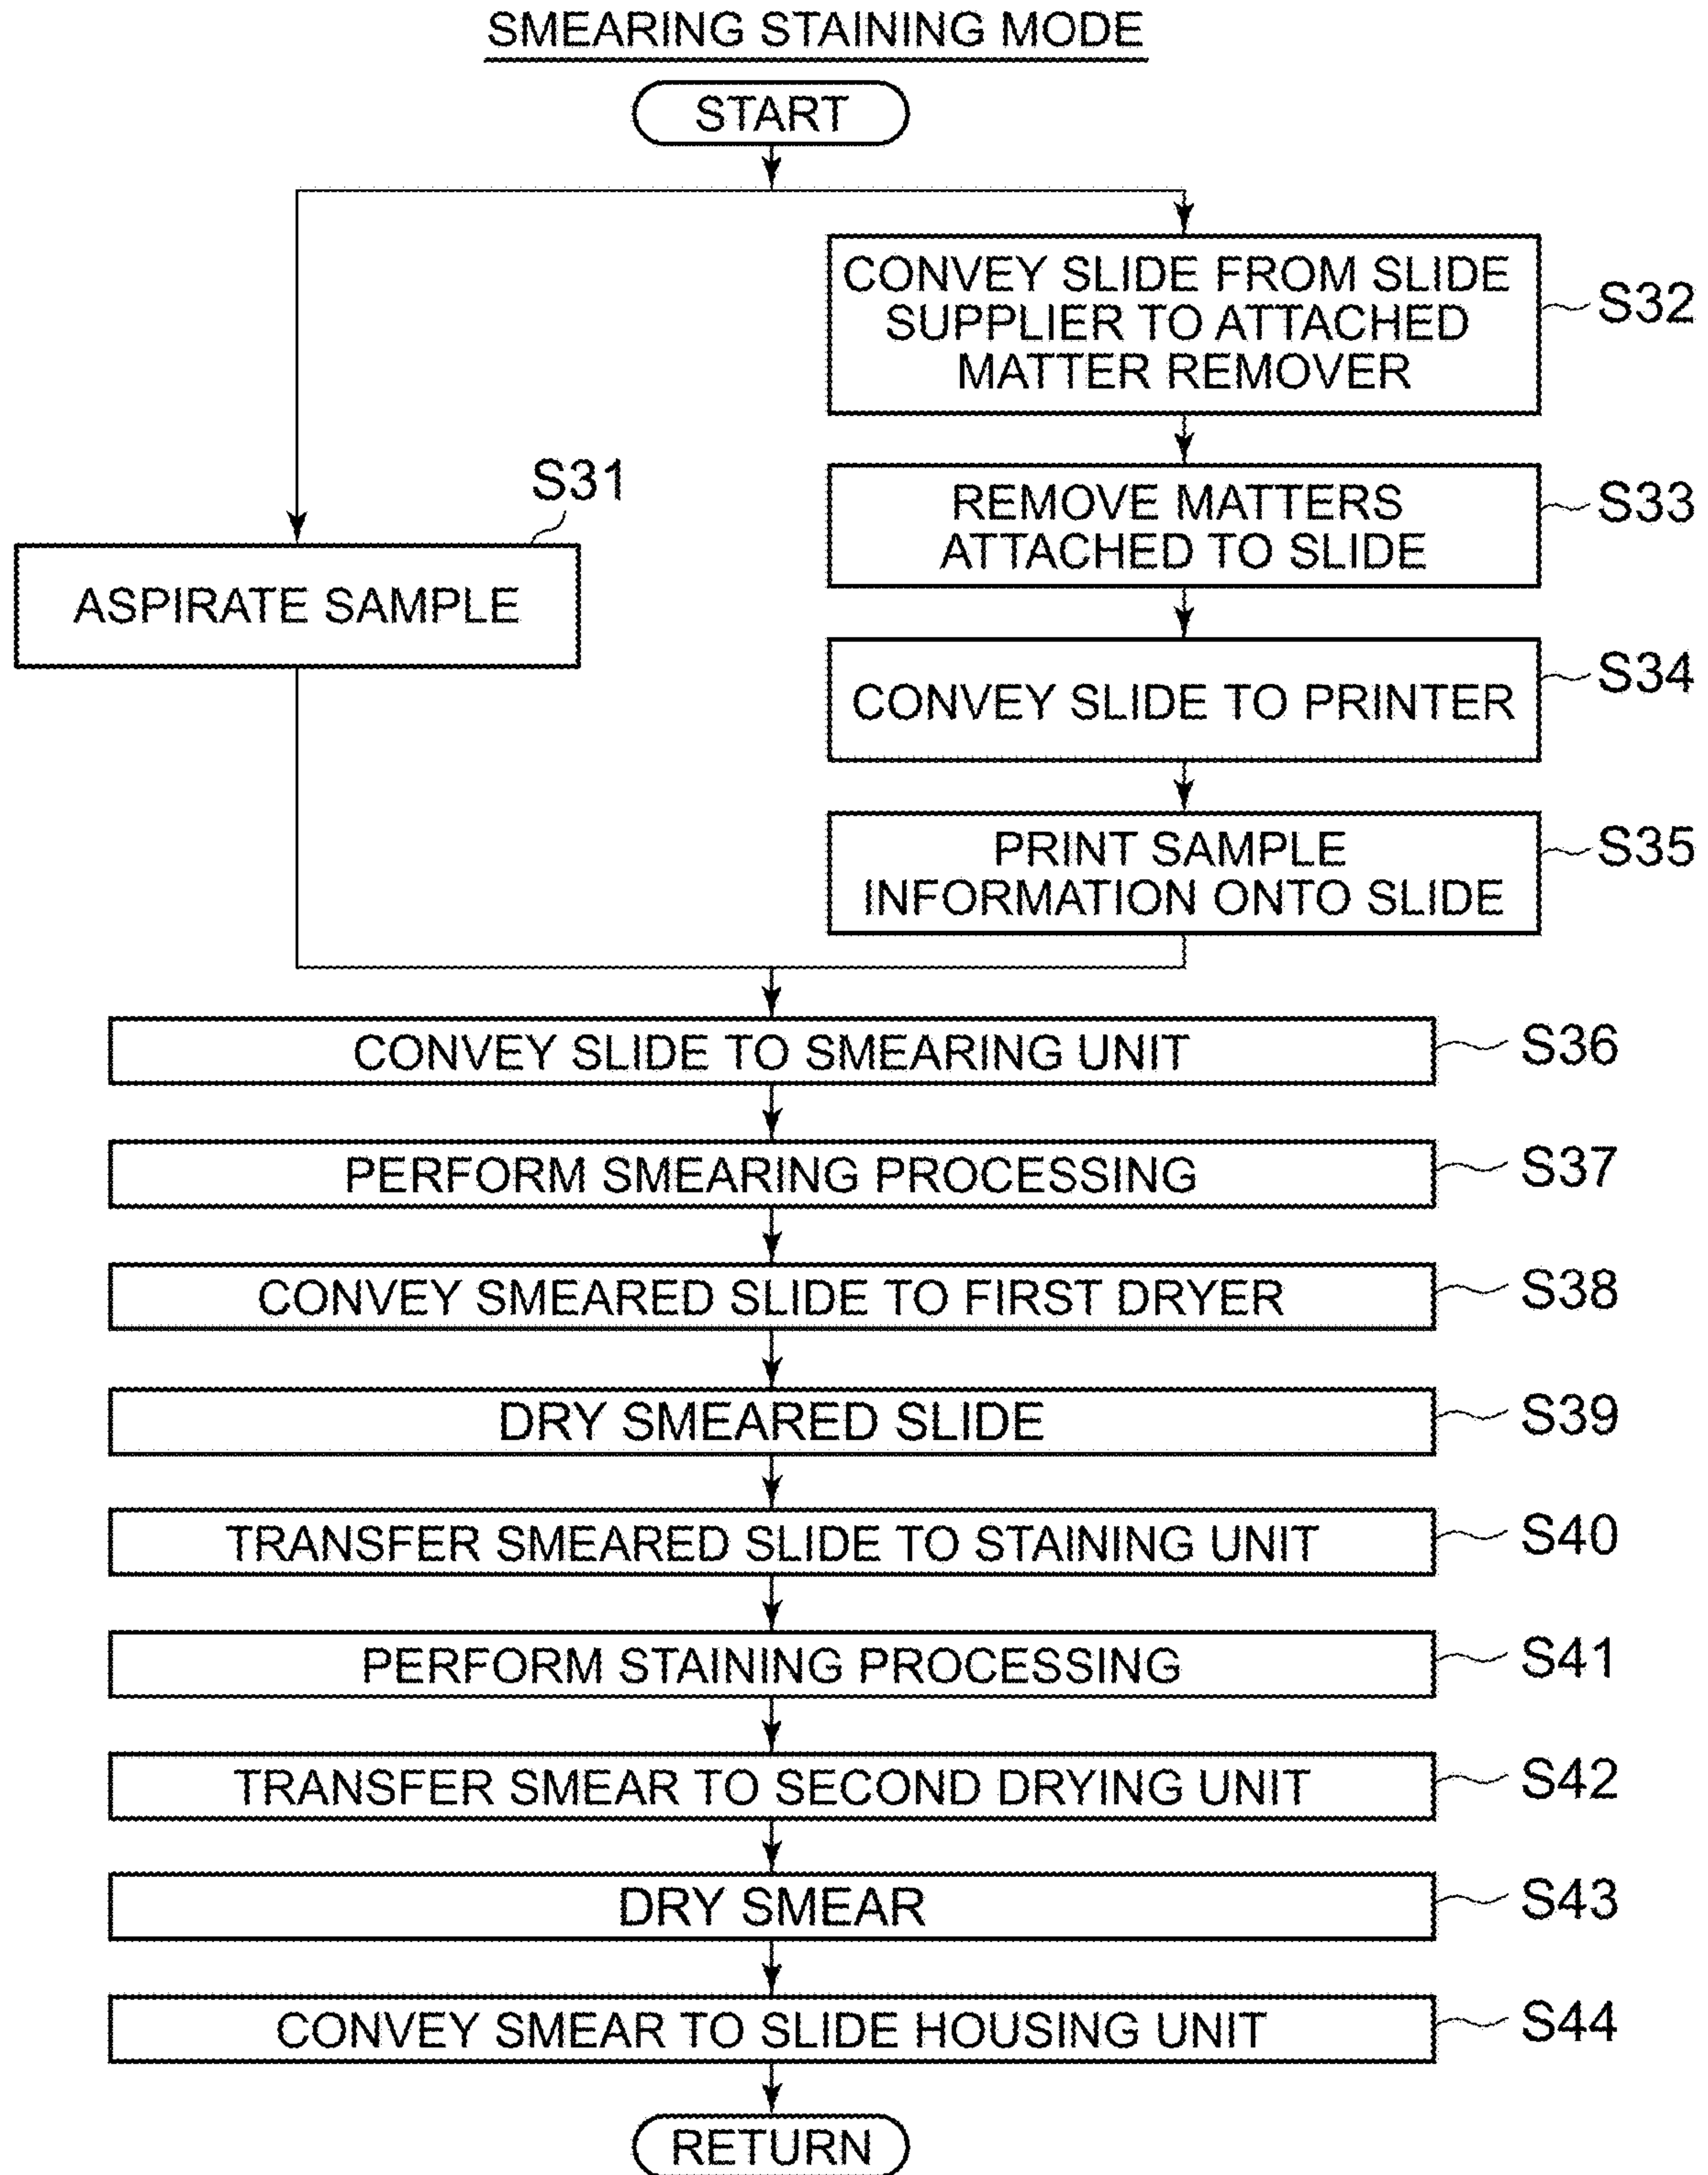 SMEARING STAINING MODE
START
CONVEY SLIDE FROM SLIDE
SUPPLIER TO ATTACHED
MATTER REMOVER
S32
S31
REMOVE MATTERS
ATTACHED TO SLIDE
S33
ASPIRATE SAMPLE
CONVEY SLIDE TO PRINTER
S34
PRINT SAMPLE
INFORMATION ONTO SLIDE
S35
CONVEY SLIDE TO SMEARING UNIT
S36
PERFORM SMEARING PROCESSING
S37
CONVEY SMEARED SLIDE TO FIRST DRYER
S38
DRY SMEARED SLIDE
S39
TRANSFER SMEARED SLIDE TO STAINING UNIT
S40
PERFORM STAINING PROCESSING
S41
TRANSFER SMEAR TO SECOND DRYING UNIT
S42
DRY SMEAR
S43
CONVEY SMEAR TO SLIDE HOUSING UNIT
S44
RETURN